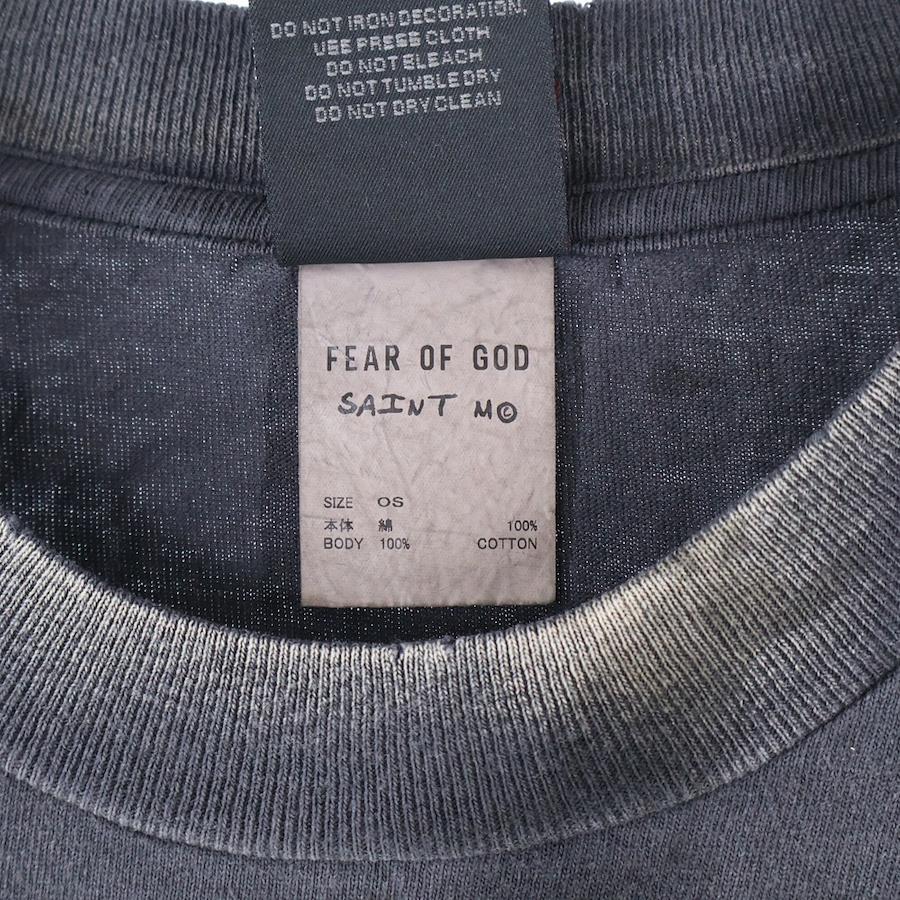 DO NOT IRON DECORATION,
USE PRESS CLOTH
DO NOT BLEACH
DO NOT TUMBLE DRY
DO NOT DRY CLEAN
FEAR OF GOD
SAINT M©
SIZE OS
本体 綿 100%
BODY 100% COTTON